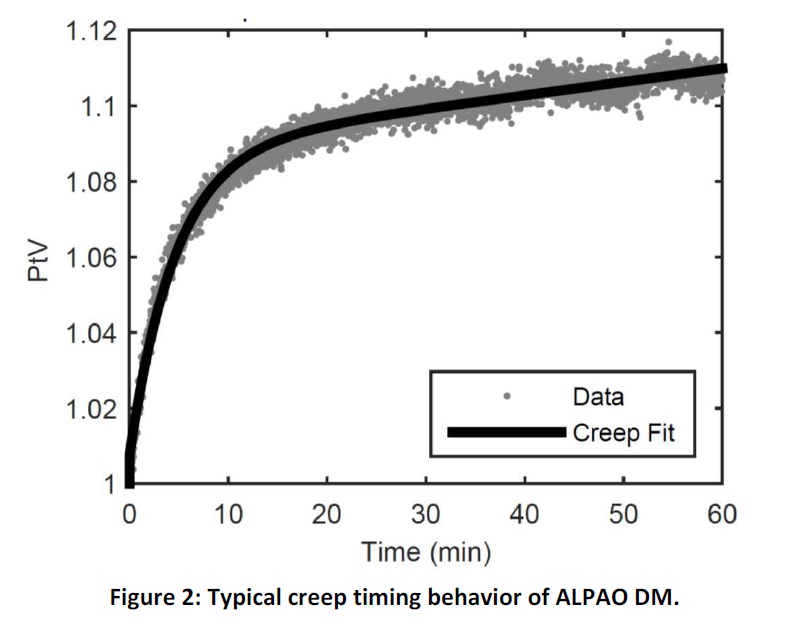 1.12
1.1
1.08
1.06
1.04
1.02
1
PtV
Data
Creep Fit
0 10 20 30 40 50 60
Time (min)
Figure 2: Typical creep timing behavior of ALPAO DM.